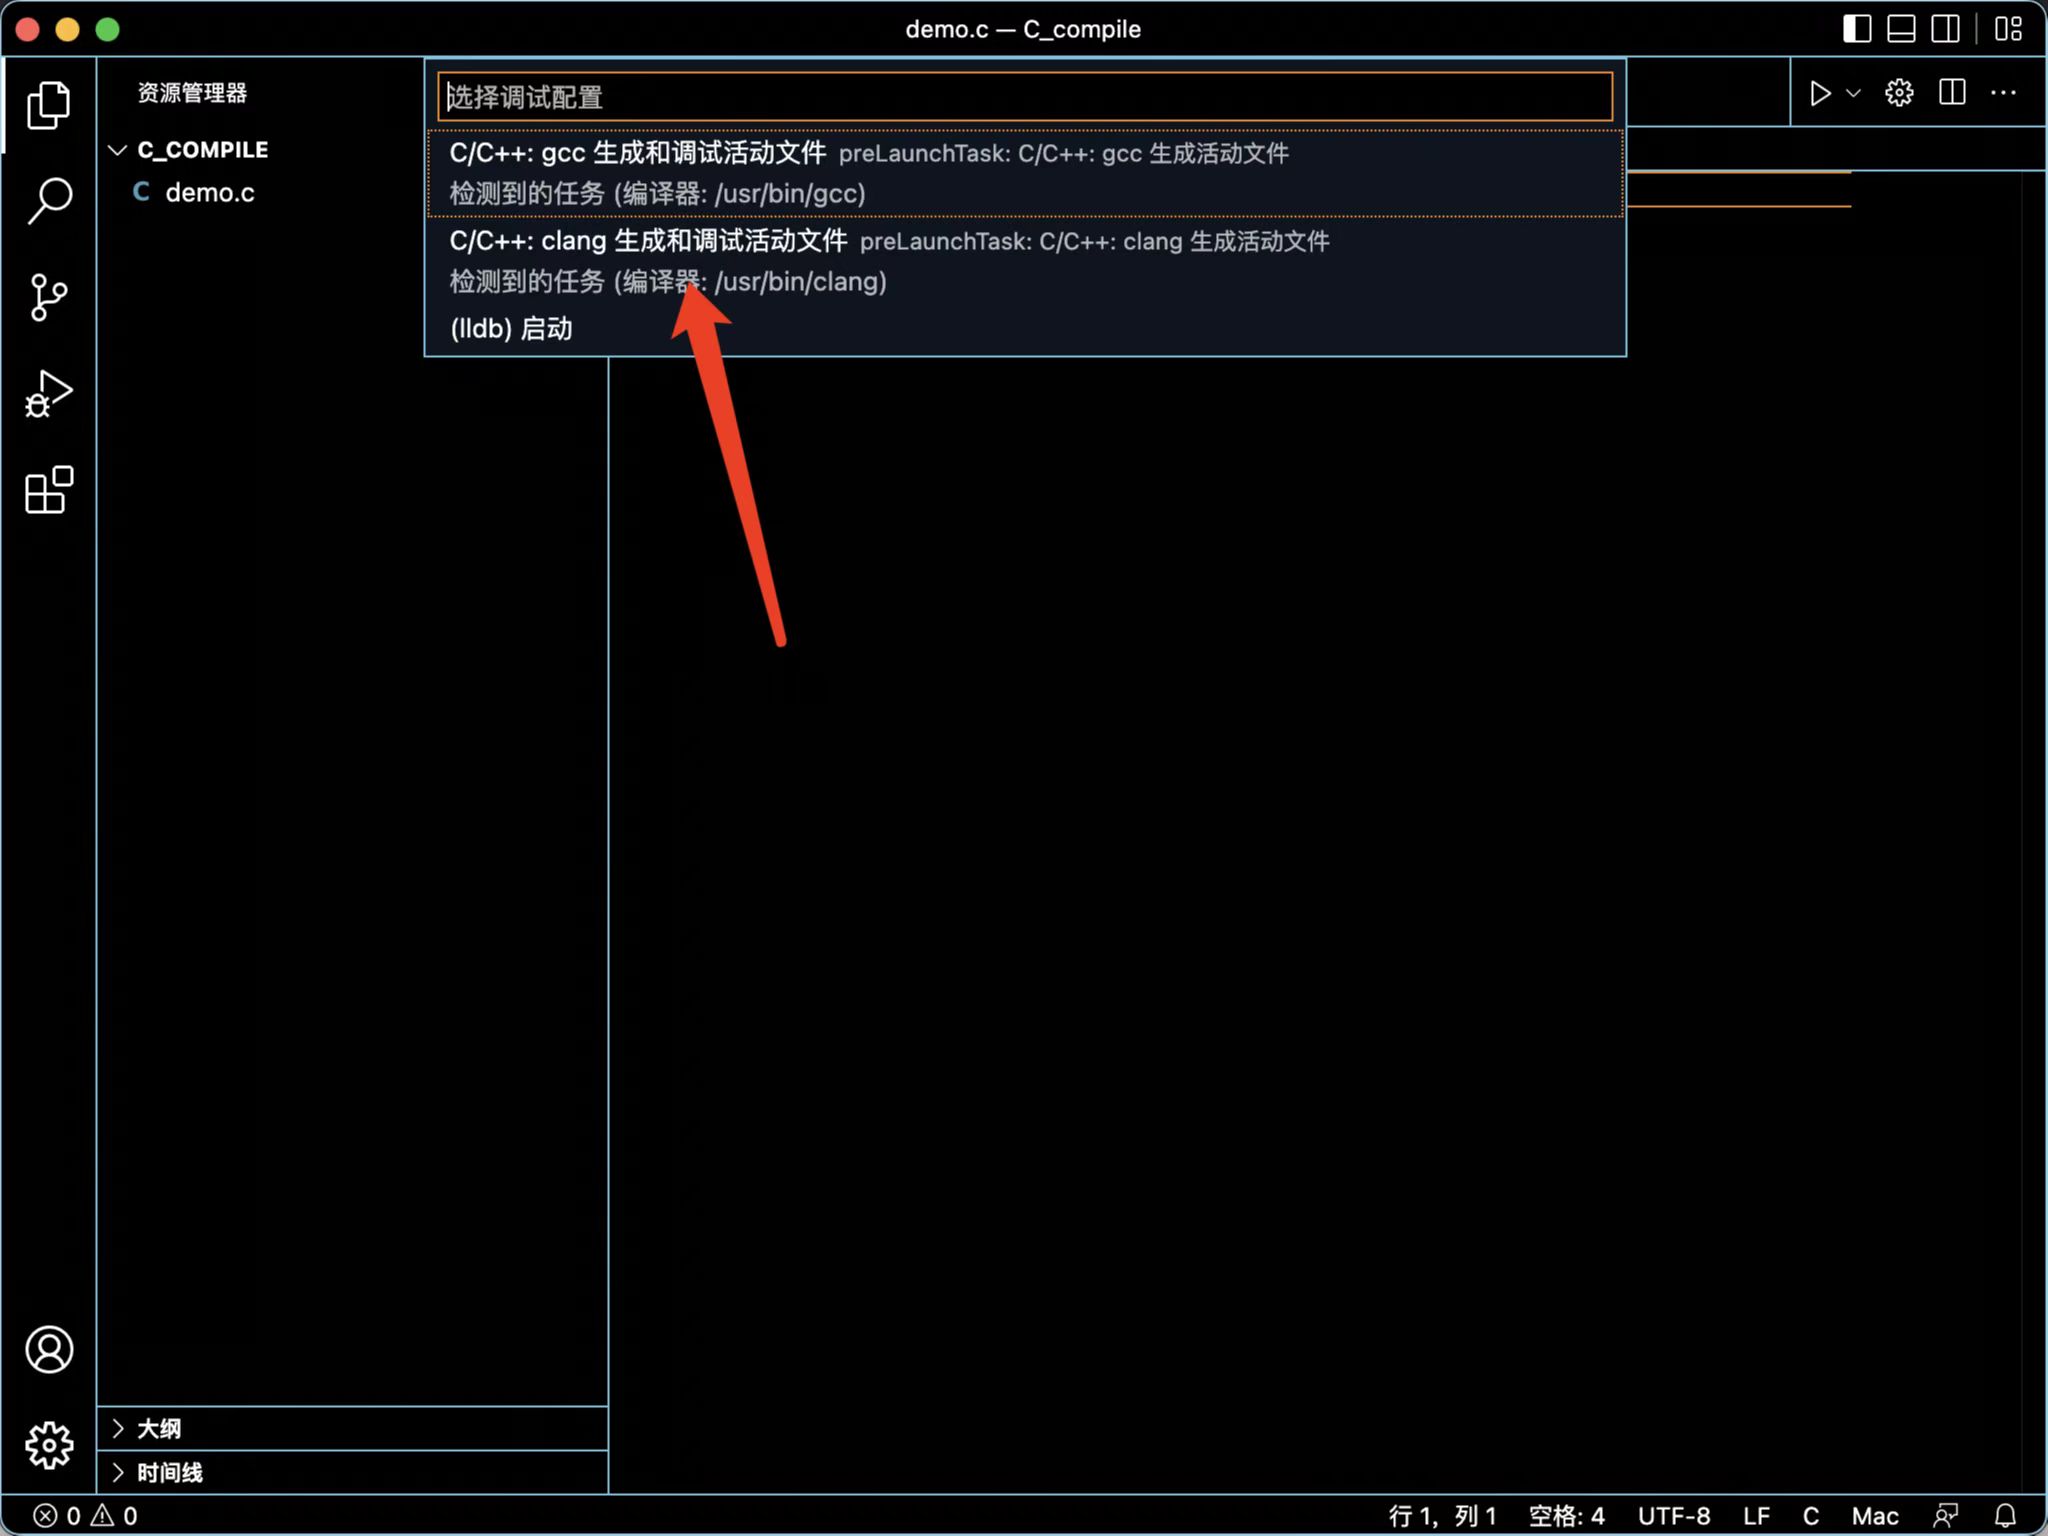 demo.c — C_compile
资源管理器
C_COMPILE
C demo.c
选择调试配置
C/C++: gcc 生成和调试活动文件 preLaunchTask: C/C++: gcc 生成活动文件
检测到的任务 (编译器: /usr/bin/gcc)
C/C++: clang 生成和调试活动文件 preLaunchTask: C/C++: clang 生成活动文件
检测到的任务 (编译器: /usr/bin/clang)
(lldb) 启动
大纲
时间线
0 0
行 1，列 1 空格: 4 UTF-8 LF C Mac